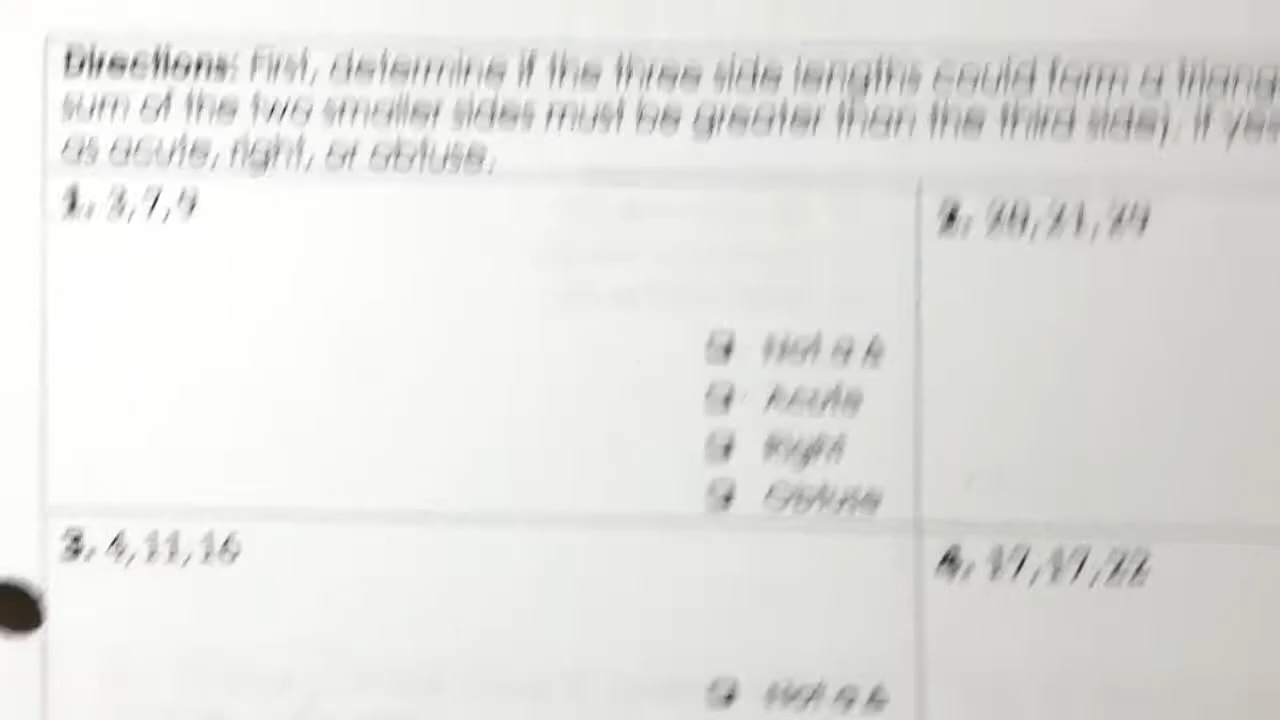 Directions: First, determine if the three side lengths could form a triang
sum of the two smaller sides must be greater than the third side). If yes
as acute, right, or obtuse.
1. 3,7,9
2. 20,21,29
Not a Δ
Acute
Right
Obtuse
3. 4,11,16
4. 17,17,22
Not a Δ